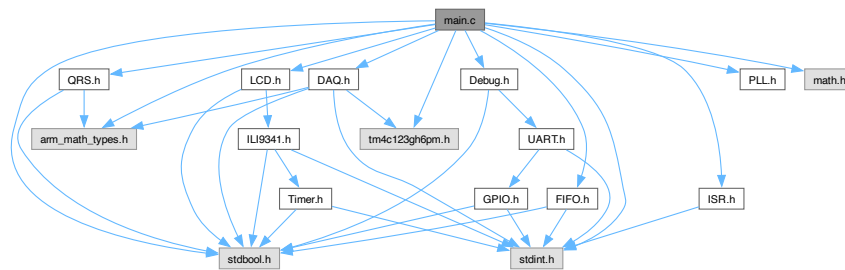 main.c
QRS.h
LCD.h
DAQ.h
Debug.h
PLL.h
math.h
arm_math_types.h
ILI9341.h
tm4c123gh6pm.h
UART.h
Timer.h
GPIO.h
FIFO.h
ISR.h
stdbool.h
stdint.h